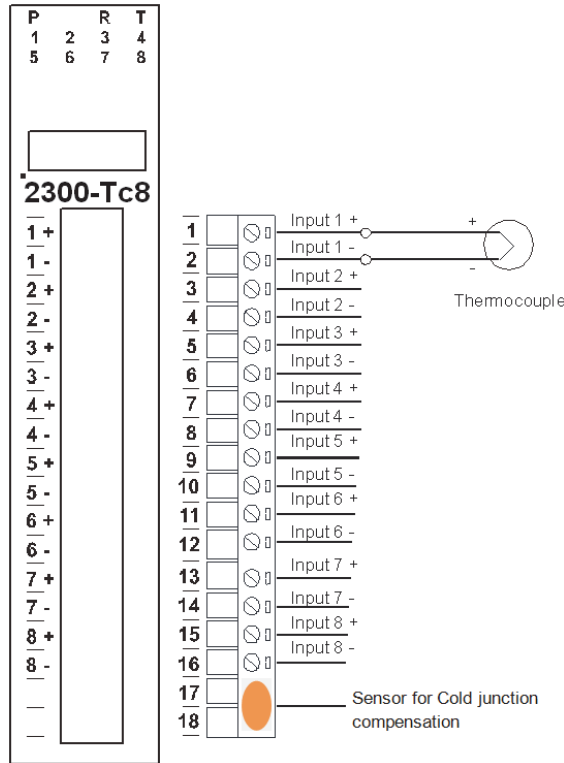 P R T
1 2 3 4
5 6 7 8
2300-Tc8
1 +
1 -
2 +
2 -
3 +
3 -
4 +
4 -
5 +
5 -
6 +
6 -
7 +
7 -
8 +
8 -
1 Input 1 +
2 Input 1 -
3 Input 2 +
4 Input 2 -
5 Input 3 +
6 Input 3 -
7 Input 4 +
8 Input 4 -
9 Input 5 +
10 Input 5 -
11 Input 6 +
12 Input 6 -
13 Input 7 +
14 Input 7 -
15 Input 8 +
16 Input 8 -
17
18
+
-
Thermocouple
Sensor for Cold junction
compensation